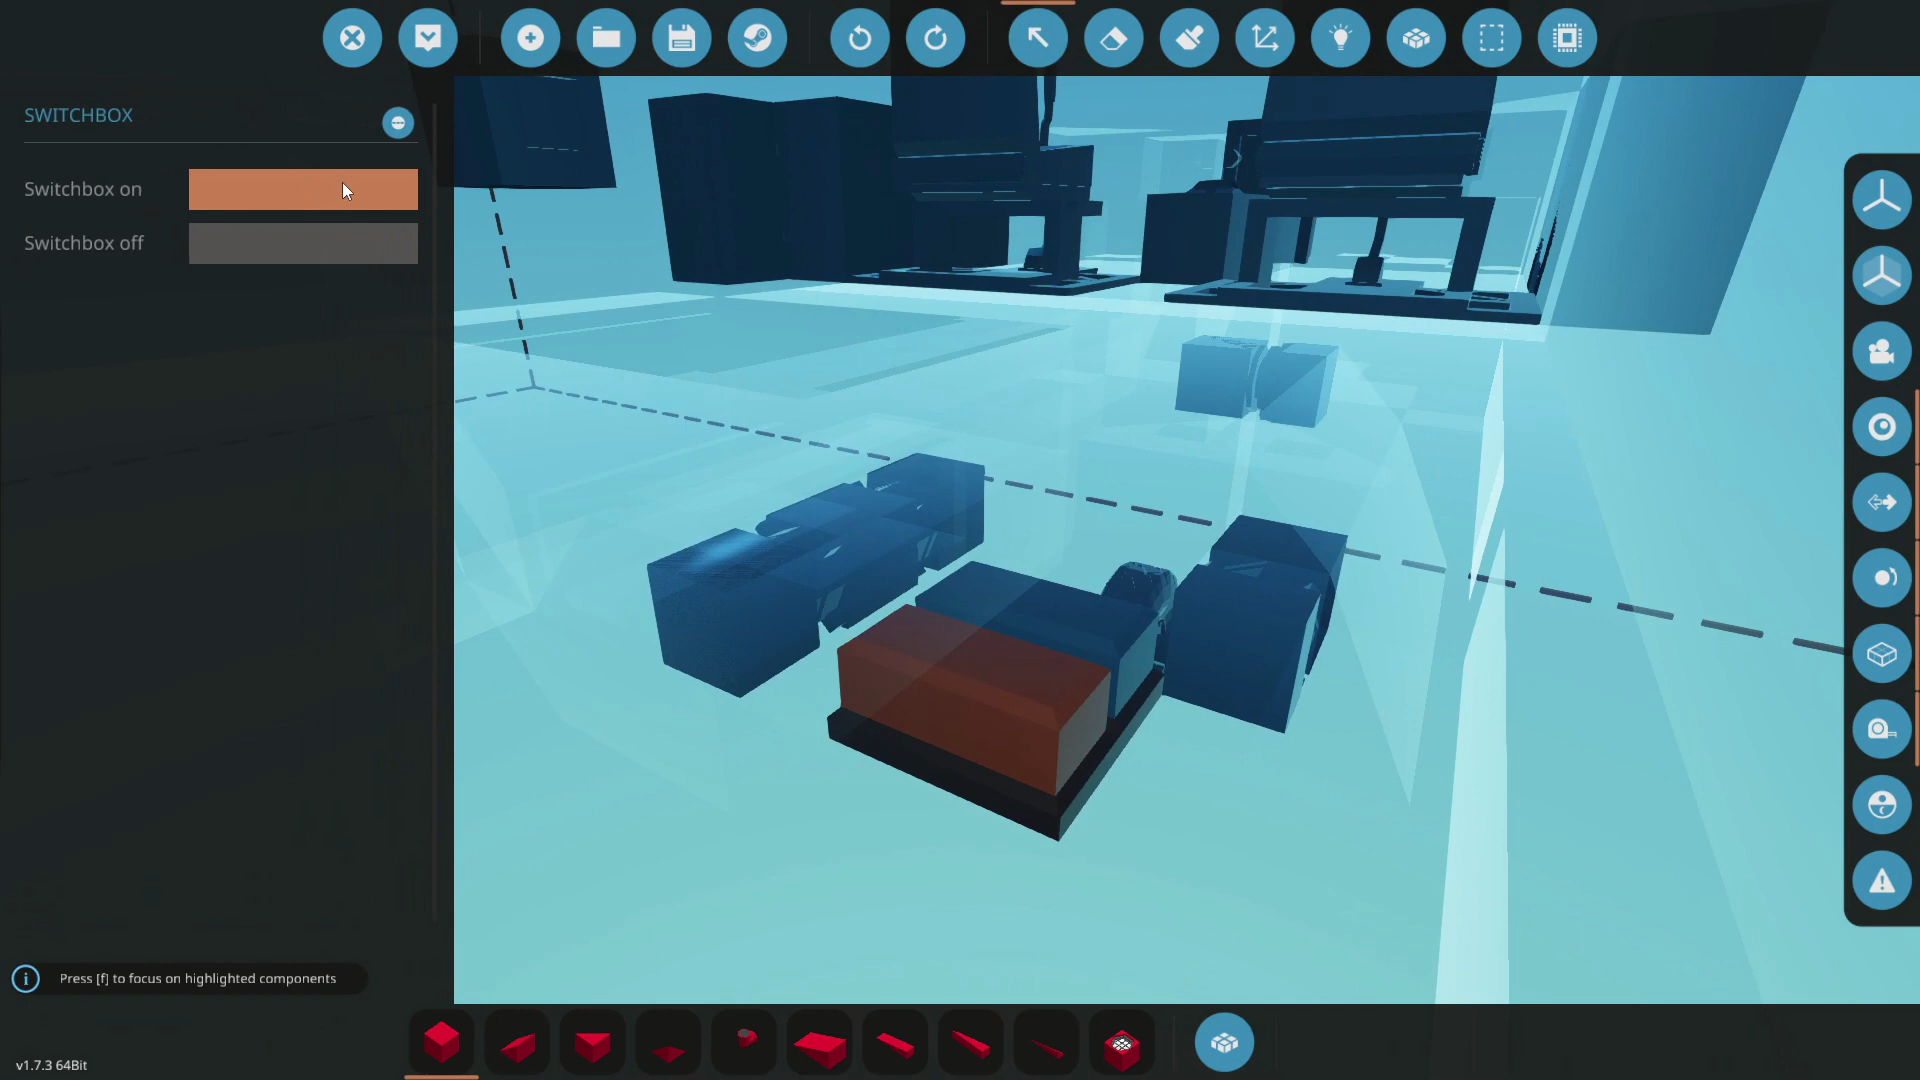 SWITCHBOX
Switchbox on
Switchbox off
Press [f] to focus on highlighted components
v1.7.3 64Bit